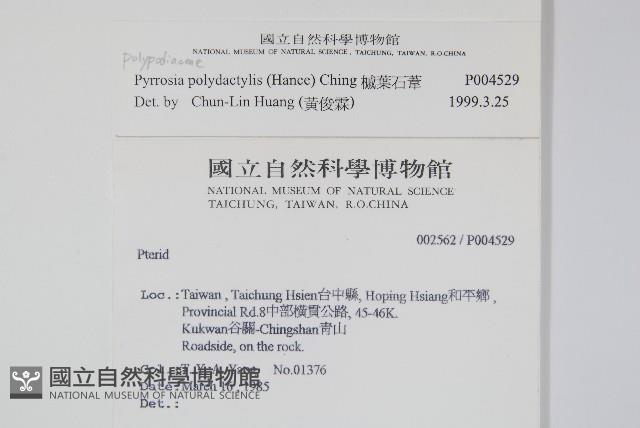 國立自然科學博物館
NATIONAL MUSEUM OF NATURAL SCIENCE, TAICHUNG, TAIWAN, R.O.CHINA
polypodiaceae
Pyrrosia polydactylis (Hance) Ching 槭葉石葦 P004529
Det. by Chun-Lin Huang (黃俊霖) 1999.3.25
國立自然科學博物館
NATIONAL MUSEUM OF NATURAL SCIENCE
TAICHUNG, TAIWAN, R.O.CHINA
002562 / P004529
Pterid
Loc.: Taiwan, Taichung Hsien台中縣, Hoping Hsiang和平鄉,
Provincial Rd.8中部橫貫公路, 45-46K.
Kukwan谷關-Chingshan青山
Roadside, on the rock.
No.01376
Date: March 16, 1985
Det.:
國立自然科學博物館
NATIONAL MUSEUM OF NATURAL SCIENCE